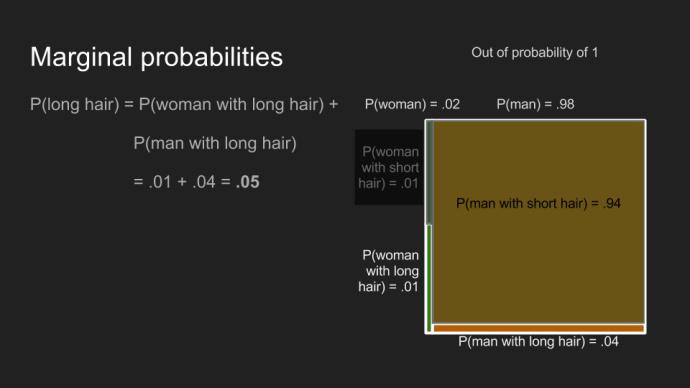 Marginal probabilities
Out of probability of 1
P(long hair) = P(woman with long hair) +
P(man with long hair)
= .01 + .04 = .05
P(woman) = .02
P(man) = .98
P(woman
with short
hair) = .01
P(man with short hair) = .94
P(woman
with long
hair) = .01
P(man with long hair) = .04